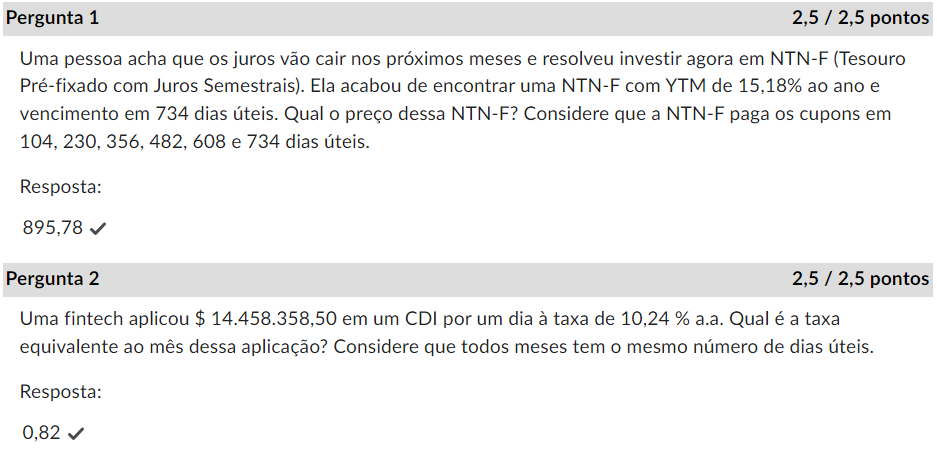 Pergunta 1 2,5 / 2,5 pontos
Uma pessoa acha que os juros vão cair nos próximos meses e resolveu investir agora em NTN-F (Tesouro
Pré-fixado com Juros Semestrais). Ela acabou de encontrar uma NTN-F com YTM de 15,18% ao ano e
vencimento em 734 dias úteis. Qual o preço dessa NTN-F? Considere que a NTN-F paga os cupons em
104, 230, 356, 482, 608 e 734 dias úteis.
Resposta:
895,78 ✓
Pergunta 2 2,5 / 2,5 pontos
Uma fintech aplicou $ 14.458.358,50 em um CDI por um dia à taxa de 10,24 % a.a. Qual é a taxa
equivalente ao mês dessa aplicação? Considere que todos meses tem o mesmo número de dias úteis.
Resposta:
0,82 ✓